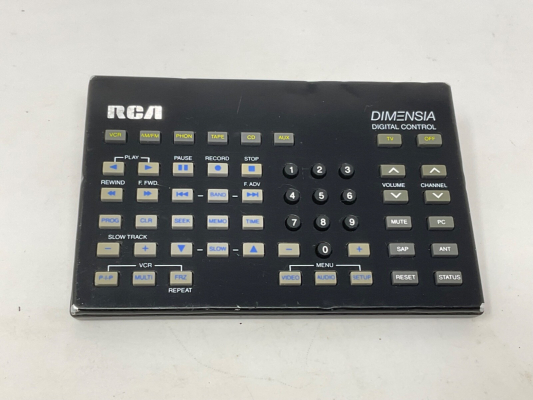 RCA
DIMENSIA
DIGITAL CONTROL
VCR AM/FM PHON TAPE CD AUX TV OFF
PLAY PAUSE RECORD STOP
1 2 3
REWIND F. FWD. F. ADV VOLUME CHANNEL
BAND 4 5 6
PROG CLR SEEK MEMO TIME 7 8 9 MUTE PC
SLOW TRACK
− + SLOW − 0 + SAP ANT
VCR MENU
P-I-P MULTI FRZ VIDEO AUDIO SETUP RESET STATUS
REPEAT